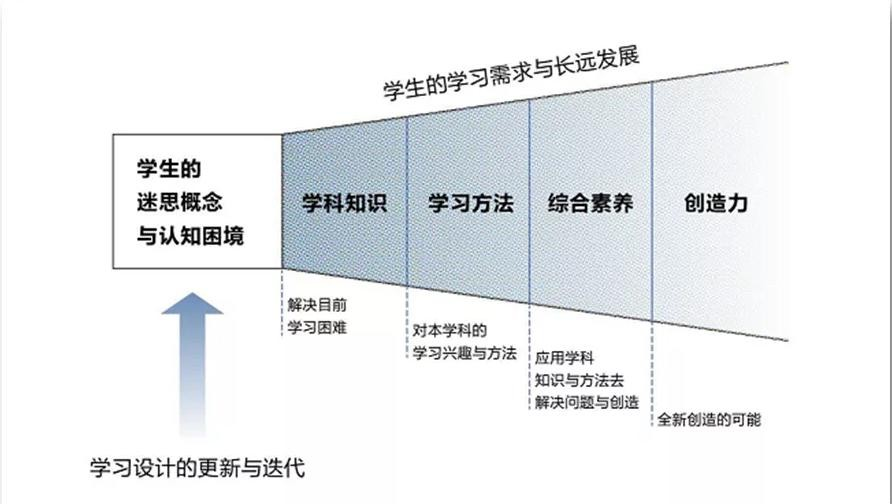 学生的学习需求与长远发展
学生的
迷思概念
与认知困境
学科知识
学习方法
综合素养
创造力
解决目前
学习困难
对本学科的
学习兴趣与方法
应用学科
知识与方法去
解决问题与创造
全新创造的可能
学习设计的更新与迭代